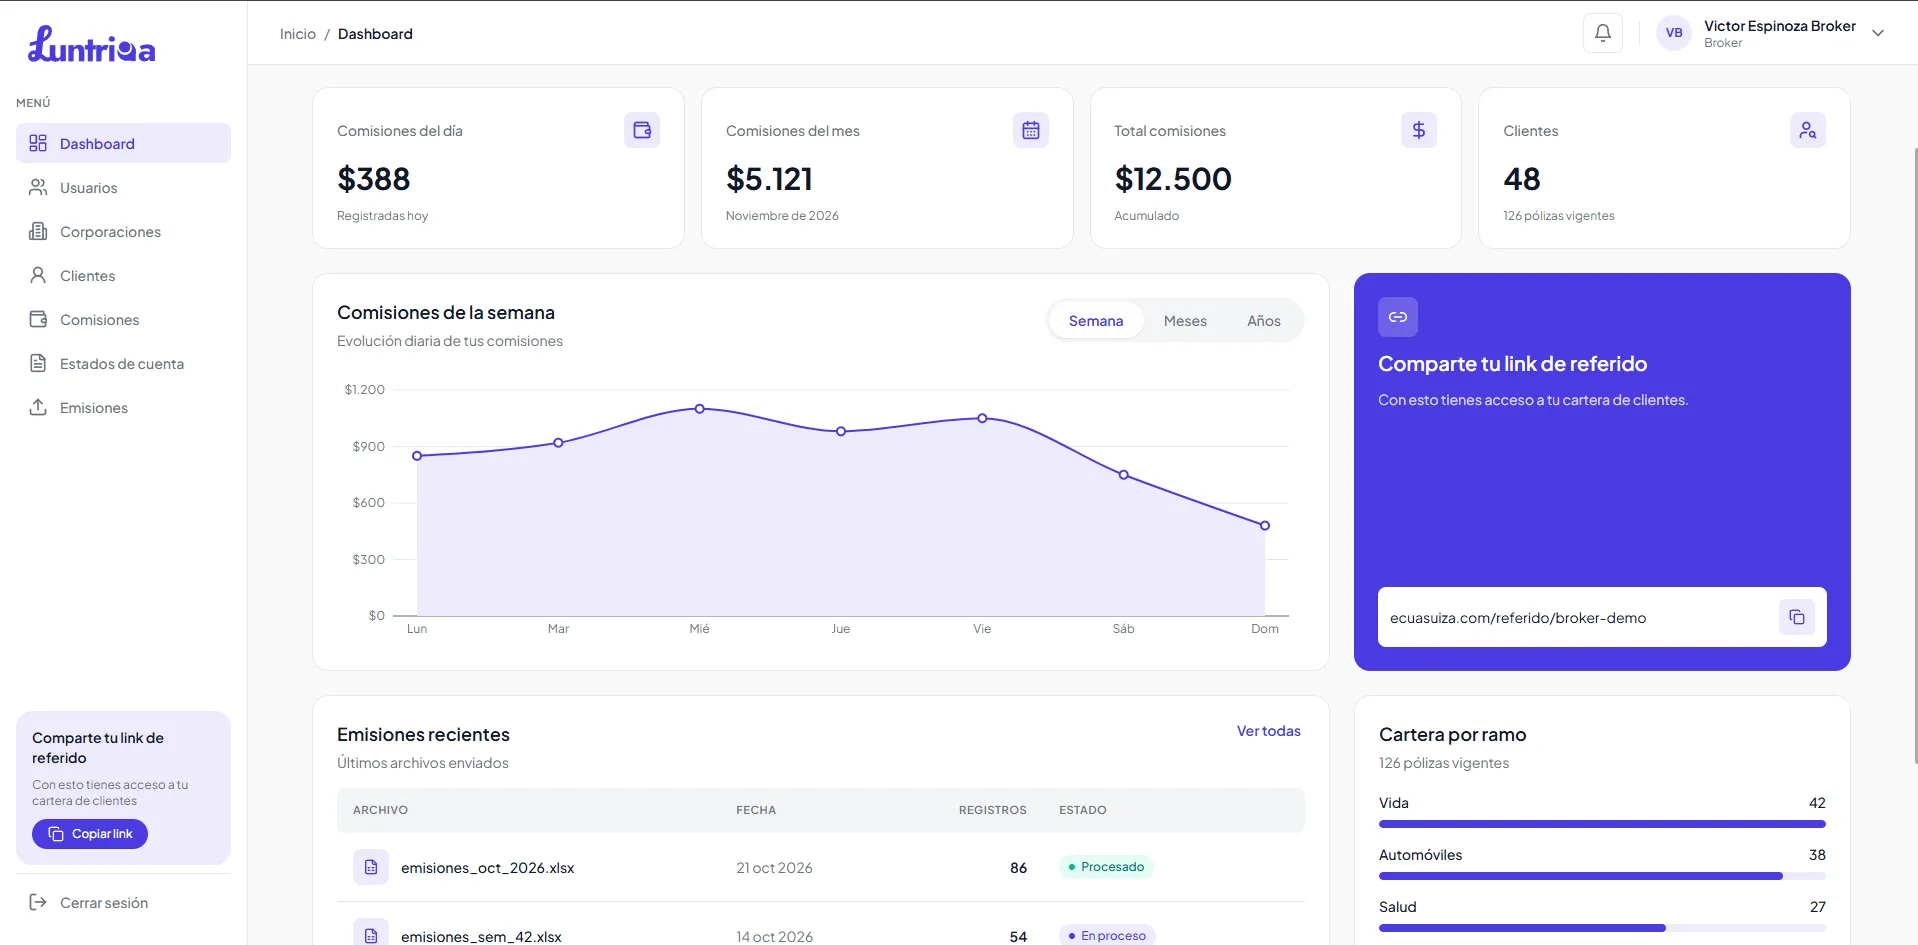 Luntriqa
MENÚ
Dashboard
Usuarios
Corporaciones
Clientes
Comisiones
Estados de cuenta
Emisiones
Comparte tu link de
referido
Con esto tienes acceso a tu
cartera de clientes
Copiar link
Cerrar sesión
Inicio / Dashboard
VB
Victor Espinoza Broker
Broker
Comisiones del día
$388
Registradas hoy
Comisiones del mes
$5.121
Noviembre de 2026
Total comisiones
$12.500
Acumulado
Clientes
48
126 pólizas vigentes
Comisiones de la semana
Evolución diaria de tus comisiones
Semana Meses Años
$1.200
$900
$600
$300
$0
Lun Mar Mié Jue Vie Sáb Dom
Comparte tu link de referido
Con esto tienes acceso a tu cartera de clientes.
ecuasuiza.com/referido/broker-demo
Emisiones recientes
Ver todas
Últimos archivos enviados
ARCHIVO FECHA REGISTROS ESTADO
emisiones_oct_2026.xlsx 21 oct 2026 86 Procesado
emisiones_sem_42.xlsx 14 oct 2026 54 En proceso
Cartera por ramo
126 pólizas vigentes
Vida 42
Automóviles 38
Salud 27